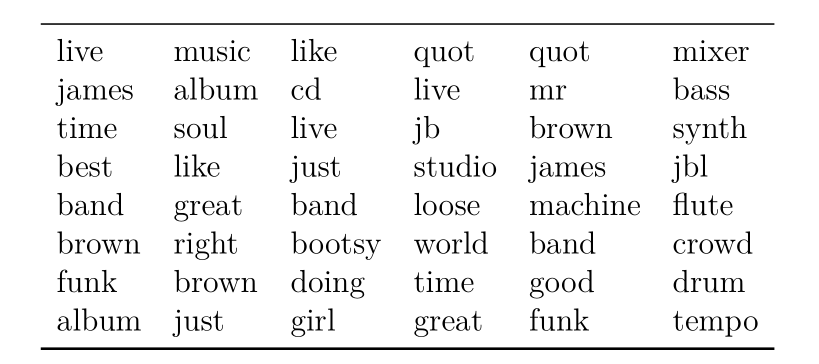 live music like quot quot mixer
james album cd live mr bass
time soul live jb brown synth
best like just studio james jbl
band great band loose machine flute
brown right bootsy world band crowd
funk brown doing time good drum
album just girl great funk tempo